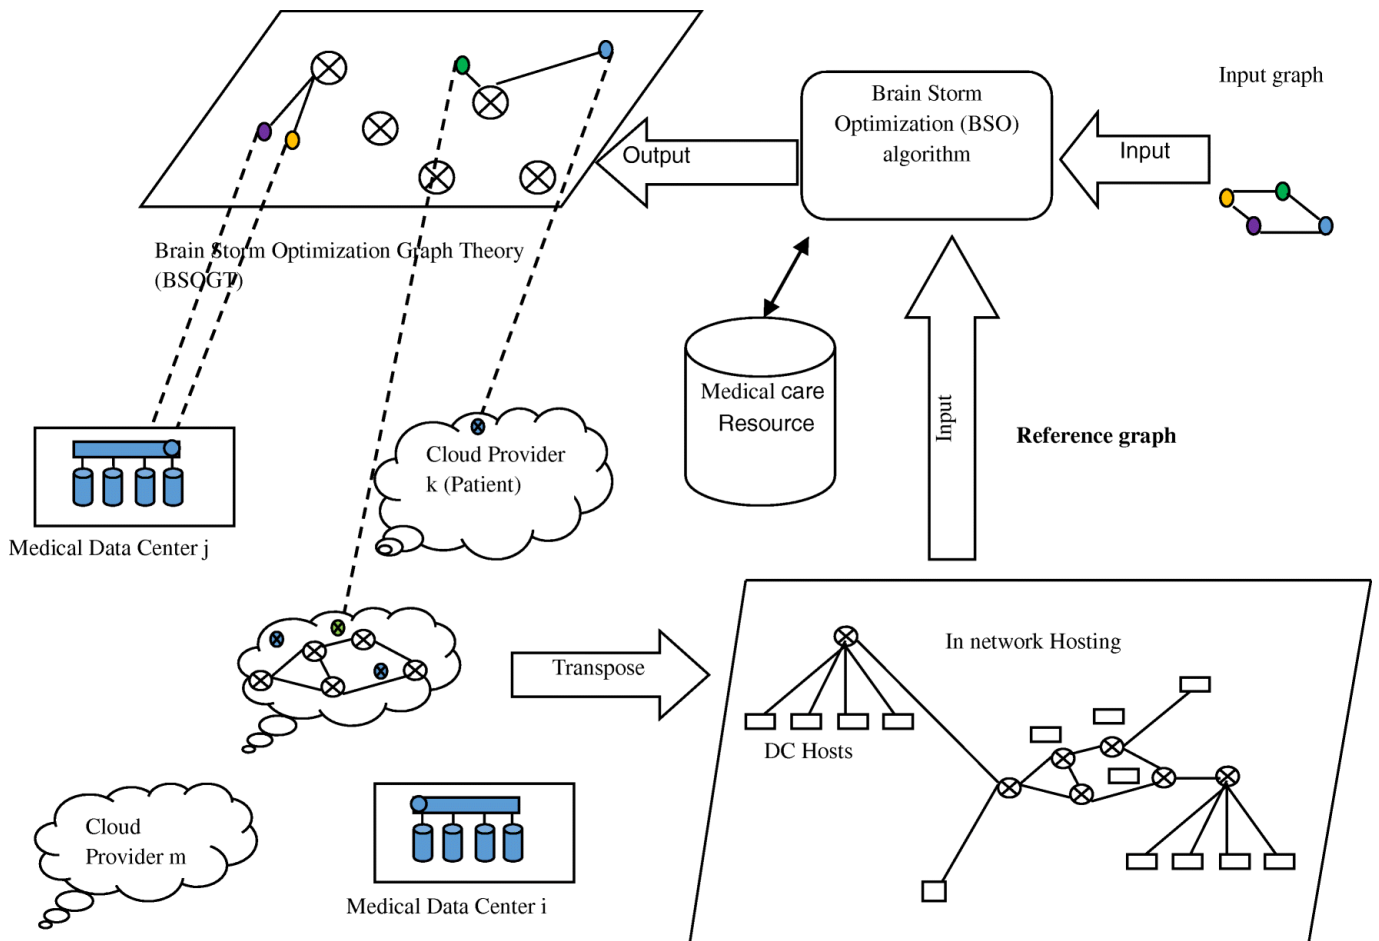 Input graph
Brain Storm
Optimization (BSO)
algorithm
Input
Output
Brain Storm Optimization Graph Theory
(BSOGT)
Medical care
Resource
Input
Reference graph
Cloud Provider
k (Patient)
Medical Data Center j
Transpose
In network Hosting
DC Hosts
Cloud
Provider m
Medical Data Center i